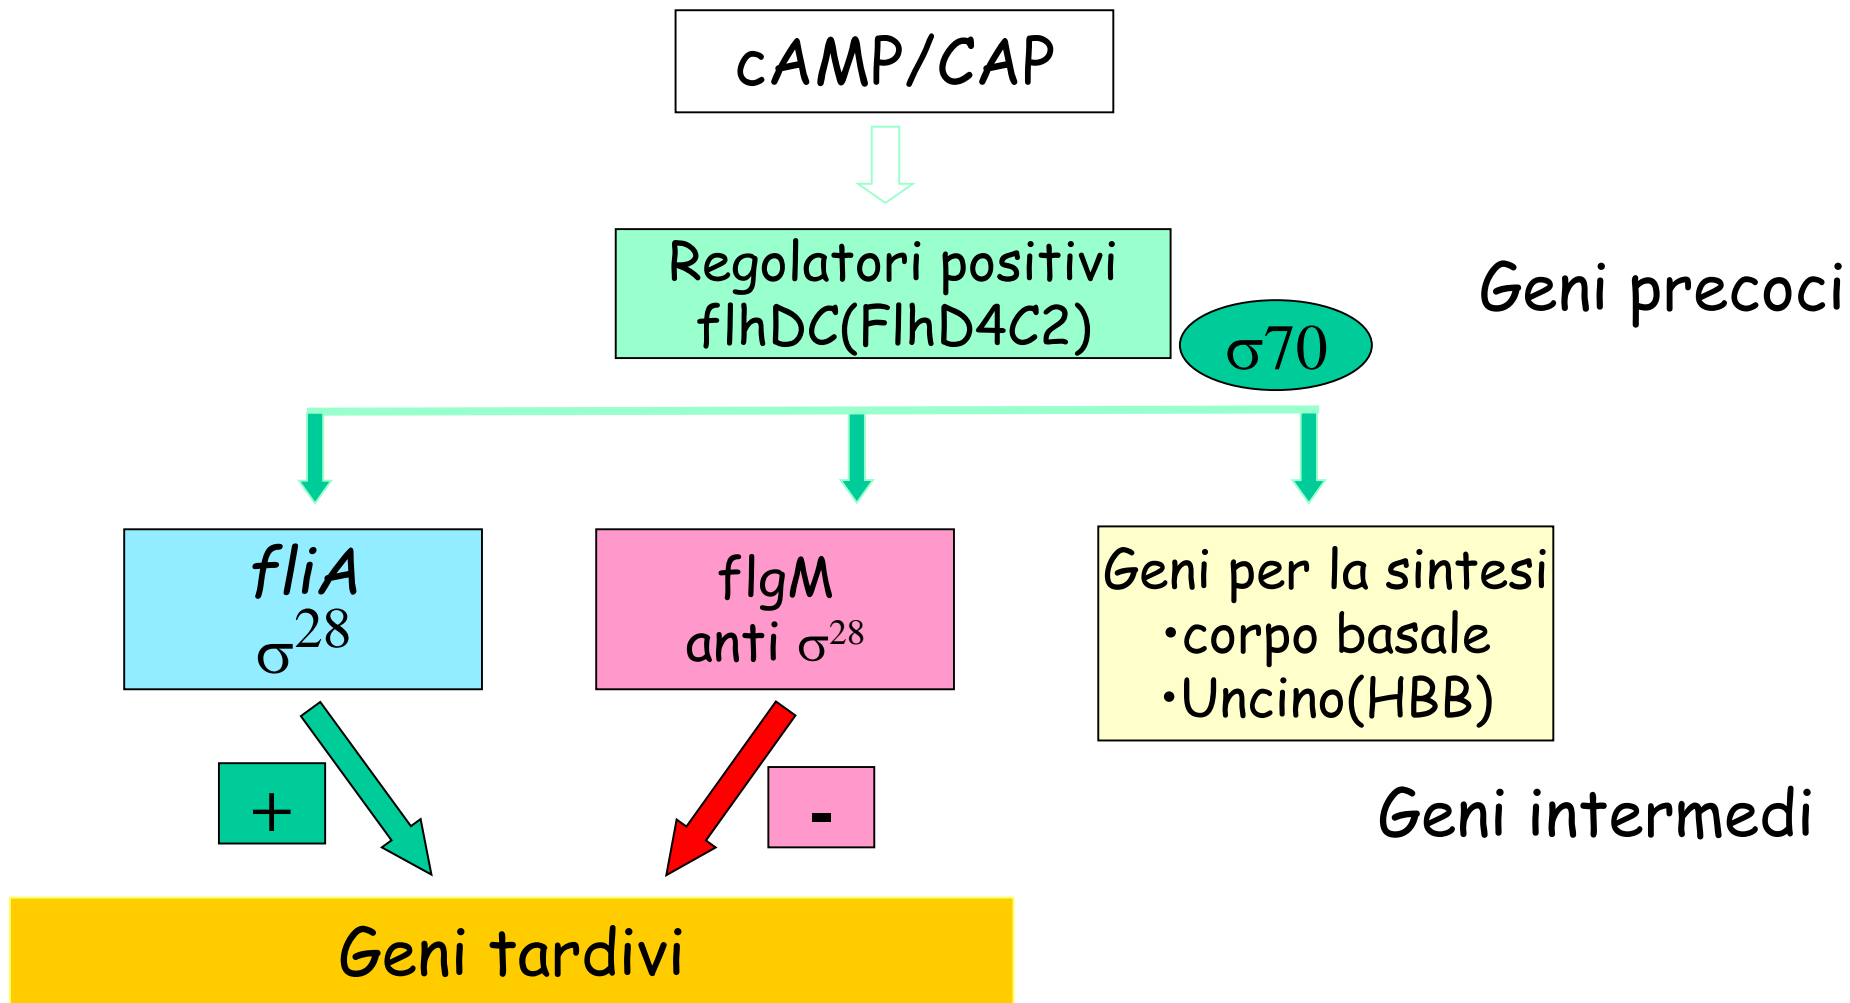 cAMP/CAP
Regolatori positivi
flhDC(FlhD4C2)
Geni precoci
σ70
fliA
σ²⁸
flgM
anti σ²⁸
Geni per la sintesi
•corpo basale
•Uncino(HBB)
+
-
Geni intermedi
Geni tardivi